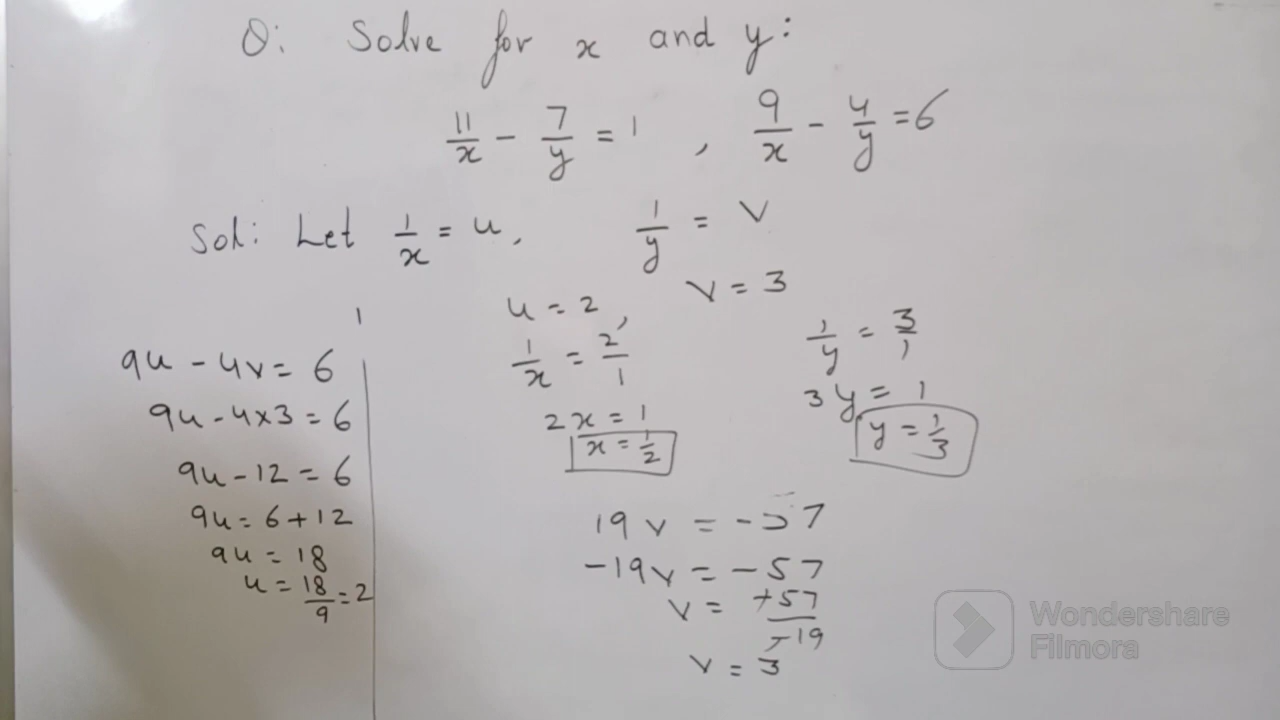 Q: Solve for x and y:
11/x - 7/y = 1 , 9/x - 4/y = 6
Sol: Let 1/x = u, 1/y = v
u = 2, v = 3
1/x = 2/1
2x = 1
x = 1/2
1/y = 3/1
3y = 1
y = 1/3
1
9u - 4v = 6
9u - 4x3 = 6
9u - 12 = 6
9u = 6 + 12
9u = 18
u = 18/9 = 2
19v = -57
-19v = -57
v = +57/-19
v = 3
Wondershare
Filmora